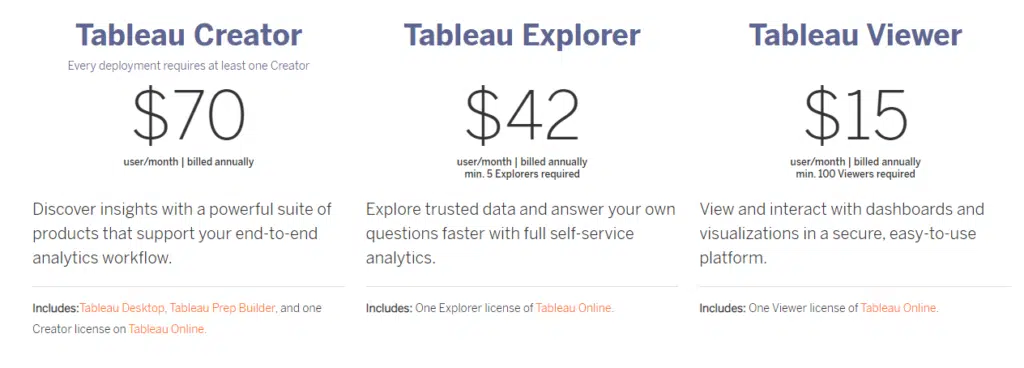 Tableau Creator
Every deployment requires at least one Creator
$70
user/month | billed annually
Discover insights with a powerful suite of
products that support your end-to-end
analytics workflow.
Includes:Tableau Desktop, Tableau Prep Builder, and one
Creator license on Tableau Online.
Tableau Explorer
$42
user/month | billed annually
min. 5 Explorers required
Explore trusted data and answer your own
questions faster with full self-service
analytics.
Includes: One Explorer license of Tableau Online.
Tableau Viewer
$15
user/month | billed annually
min. 100 Viewers required
View and interact with dashboards and
visualizations in a secure, easy-to-use
platform.
Includes: One Viewer license of Tableau Online.